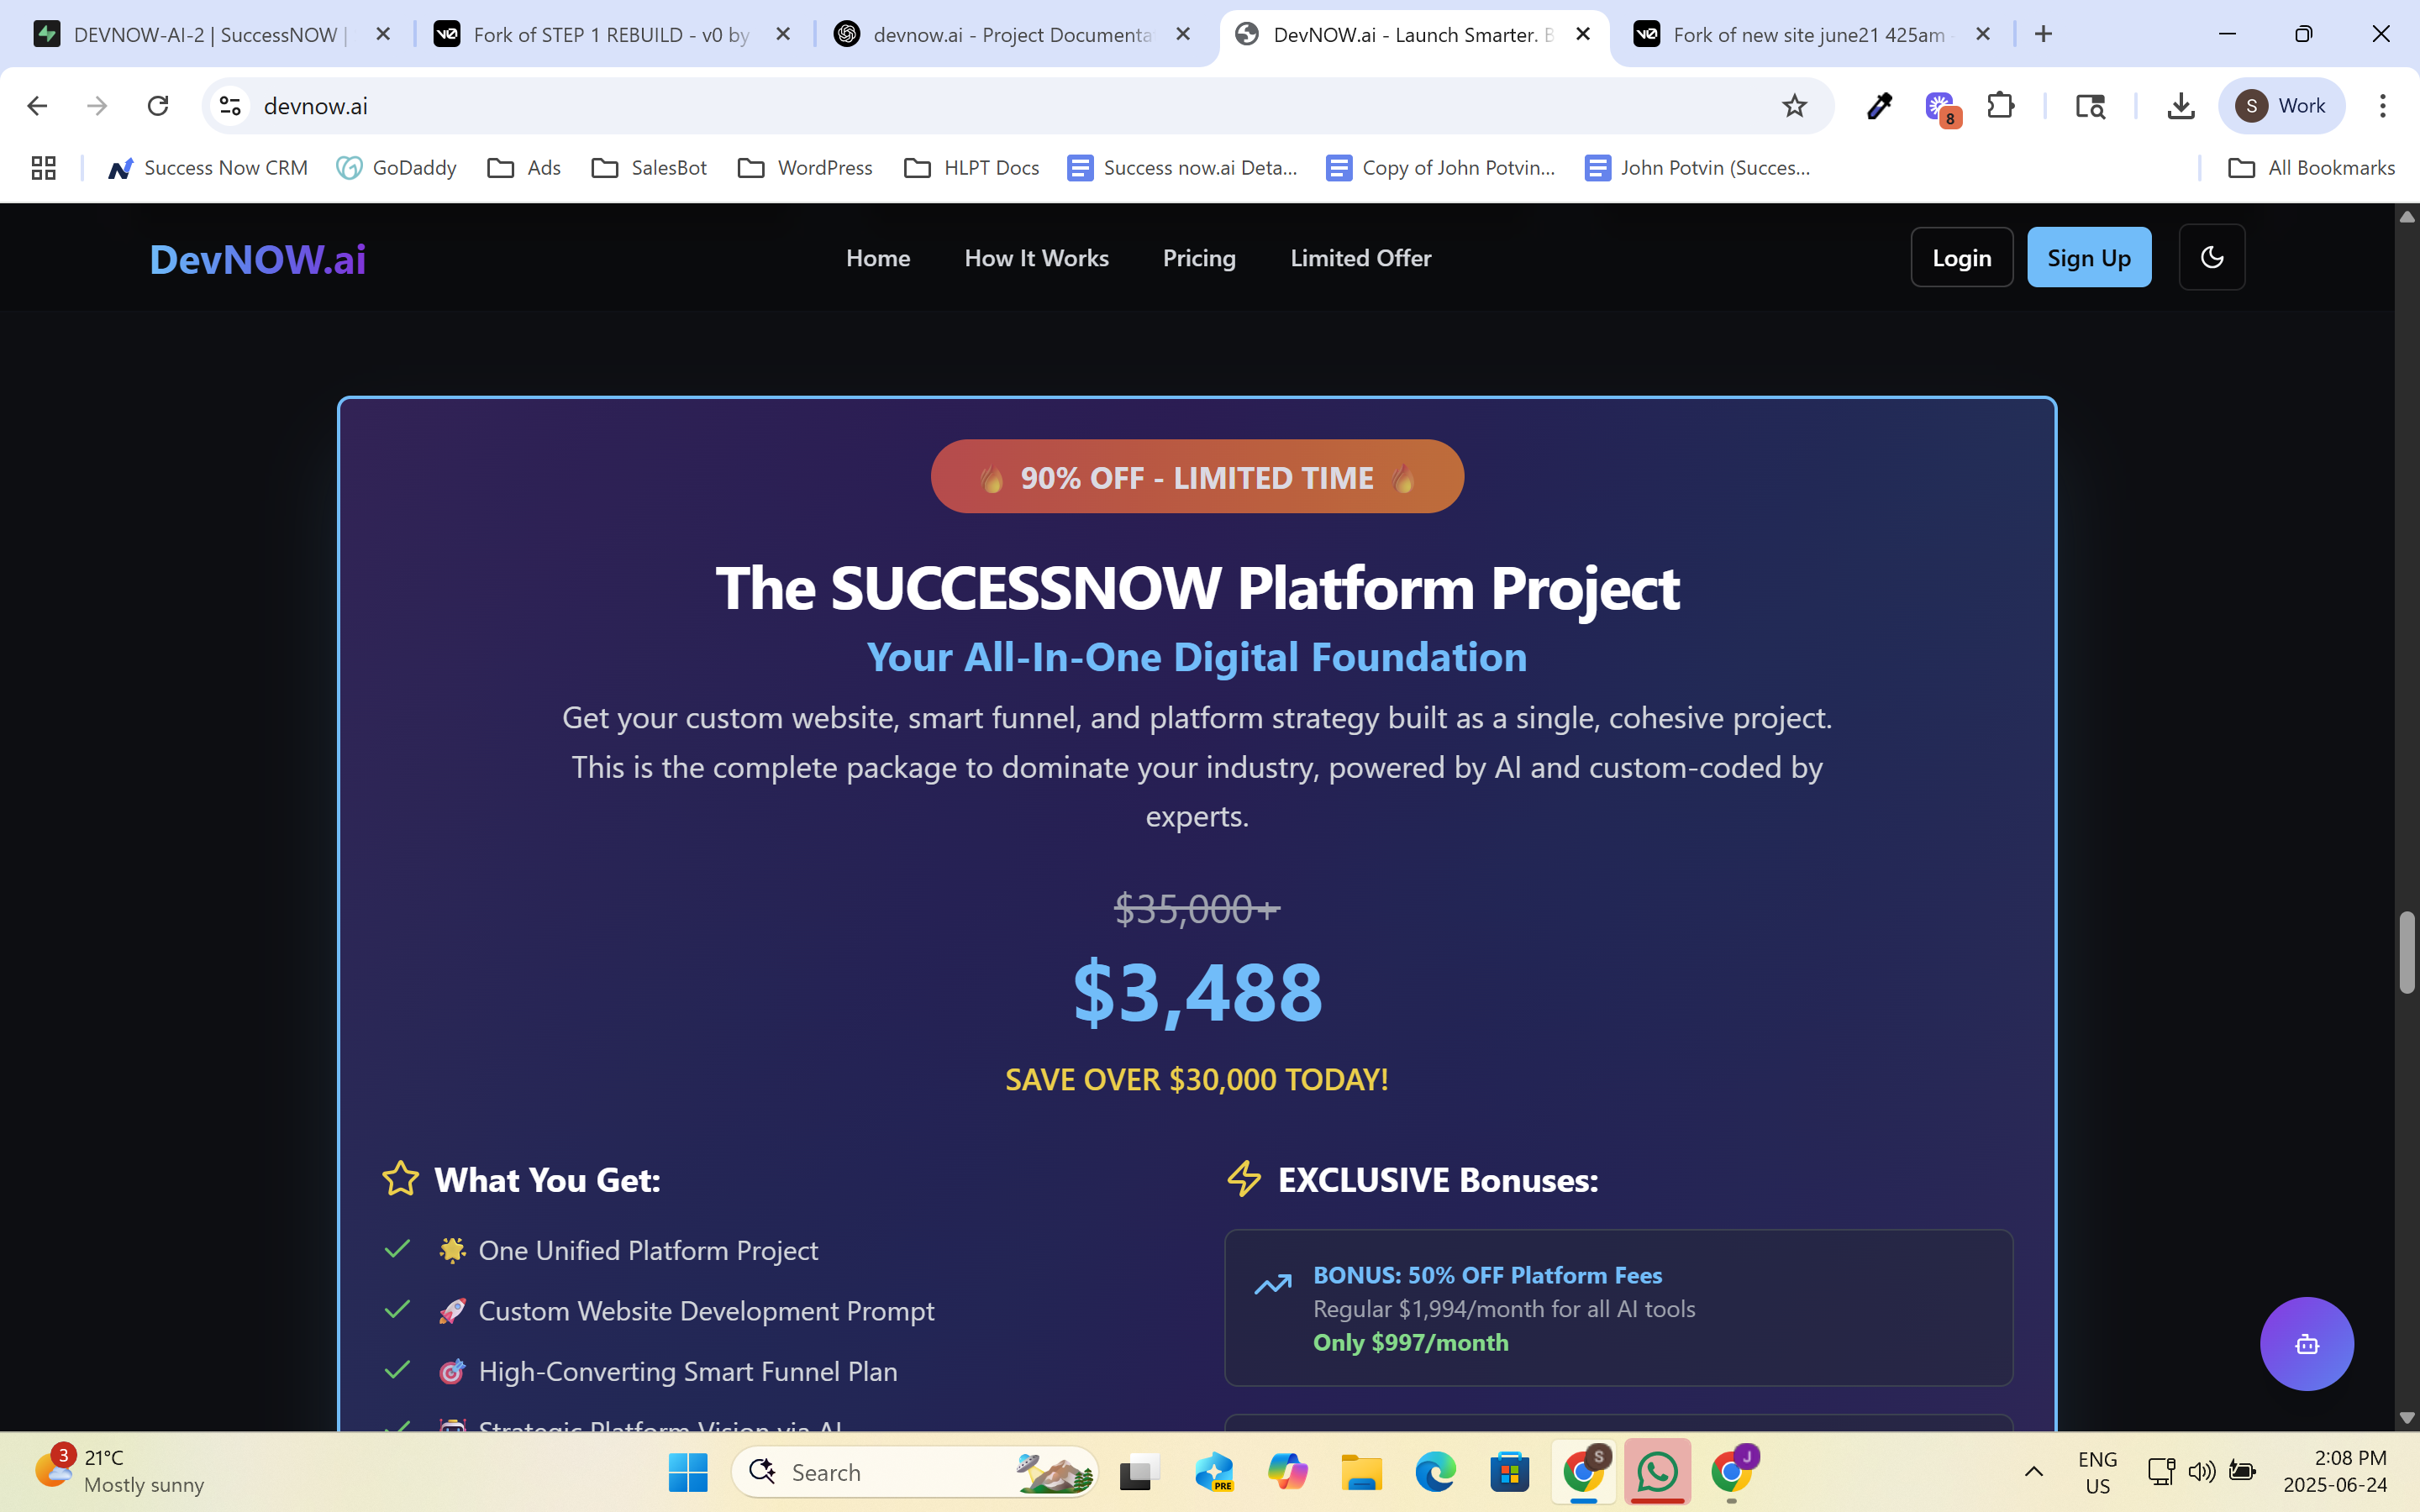 DEVNOW-AI-2 | SuccessNOW |
Fork of STEP 1 REBUILD - v0 by
devnow.ai - Project Documenta
DevNOW.ai - Launch Smarter. B
Fork of new site june21 425am -
devnow.ai
8
S
Work
Success Now CRM
GoDaddy
Ads
SalesBot
WordPress
HLPT Docs
Success now.ai Deta...
Copy of John Potvin...
John Potvin (Succes...
All Bookmarks
DevNOW.ai
Home
How It Works
Pricing
Limited Offer
Login
Sign Up
90% OFF - LIMITED TIME
The SUCCESSNOW Platform Project
Your All-In-One Digital Foundation
Get your custom website, smart funnel, and platform strategy built as a single, cohesive project.
This is the complete package to dominate your industry, powered by AI and custom-coded by
experts.
$35,000+
$3,488
SAVE OVER $30,000 TODAY!
What You Get:
One Unified Platform Project
Custom Website Development Prompt
High-Converting Smart Funnel Plan
Strategic Platform Vision via AI
EXCLUSIVE Bonuses:
BONUS: 50% OFF Platform Fees
Regular $1,994/month for all AI tools
Only $997/month
3
21°C
Mostly sunny
Search
PRE
S
J
ENG
US
2:08 PM
2025-06-24